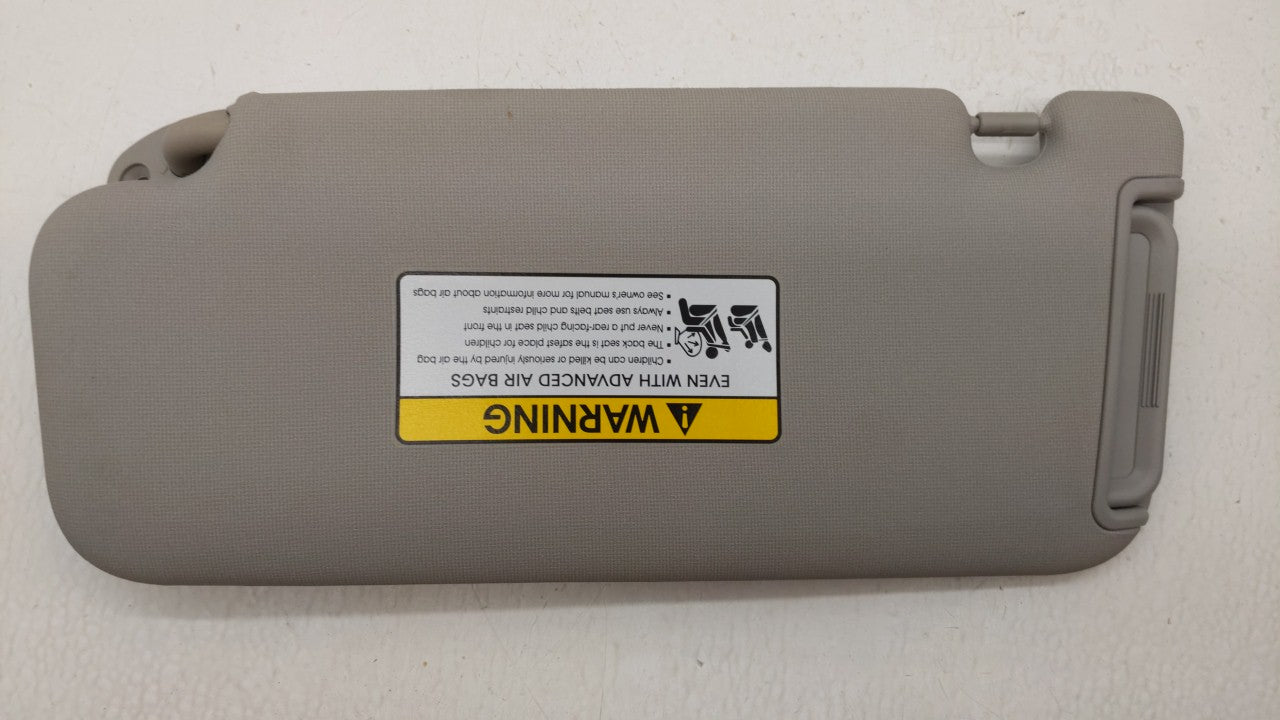 WARNING
EVEN WITH ADVANCED AIR BAGS
• Children can be killed or seriously injured by the air bag
• The back seat is the safest place for children
• Never put a rear-facing child seat in the front
• Always use seat belts and child restraints
• See owner's manual for more information about air bags